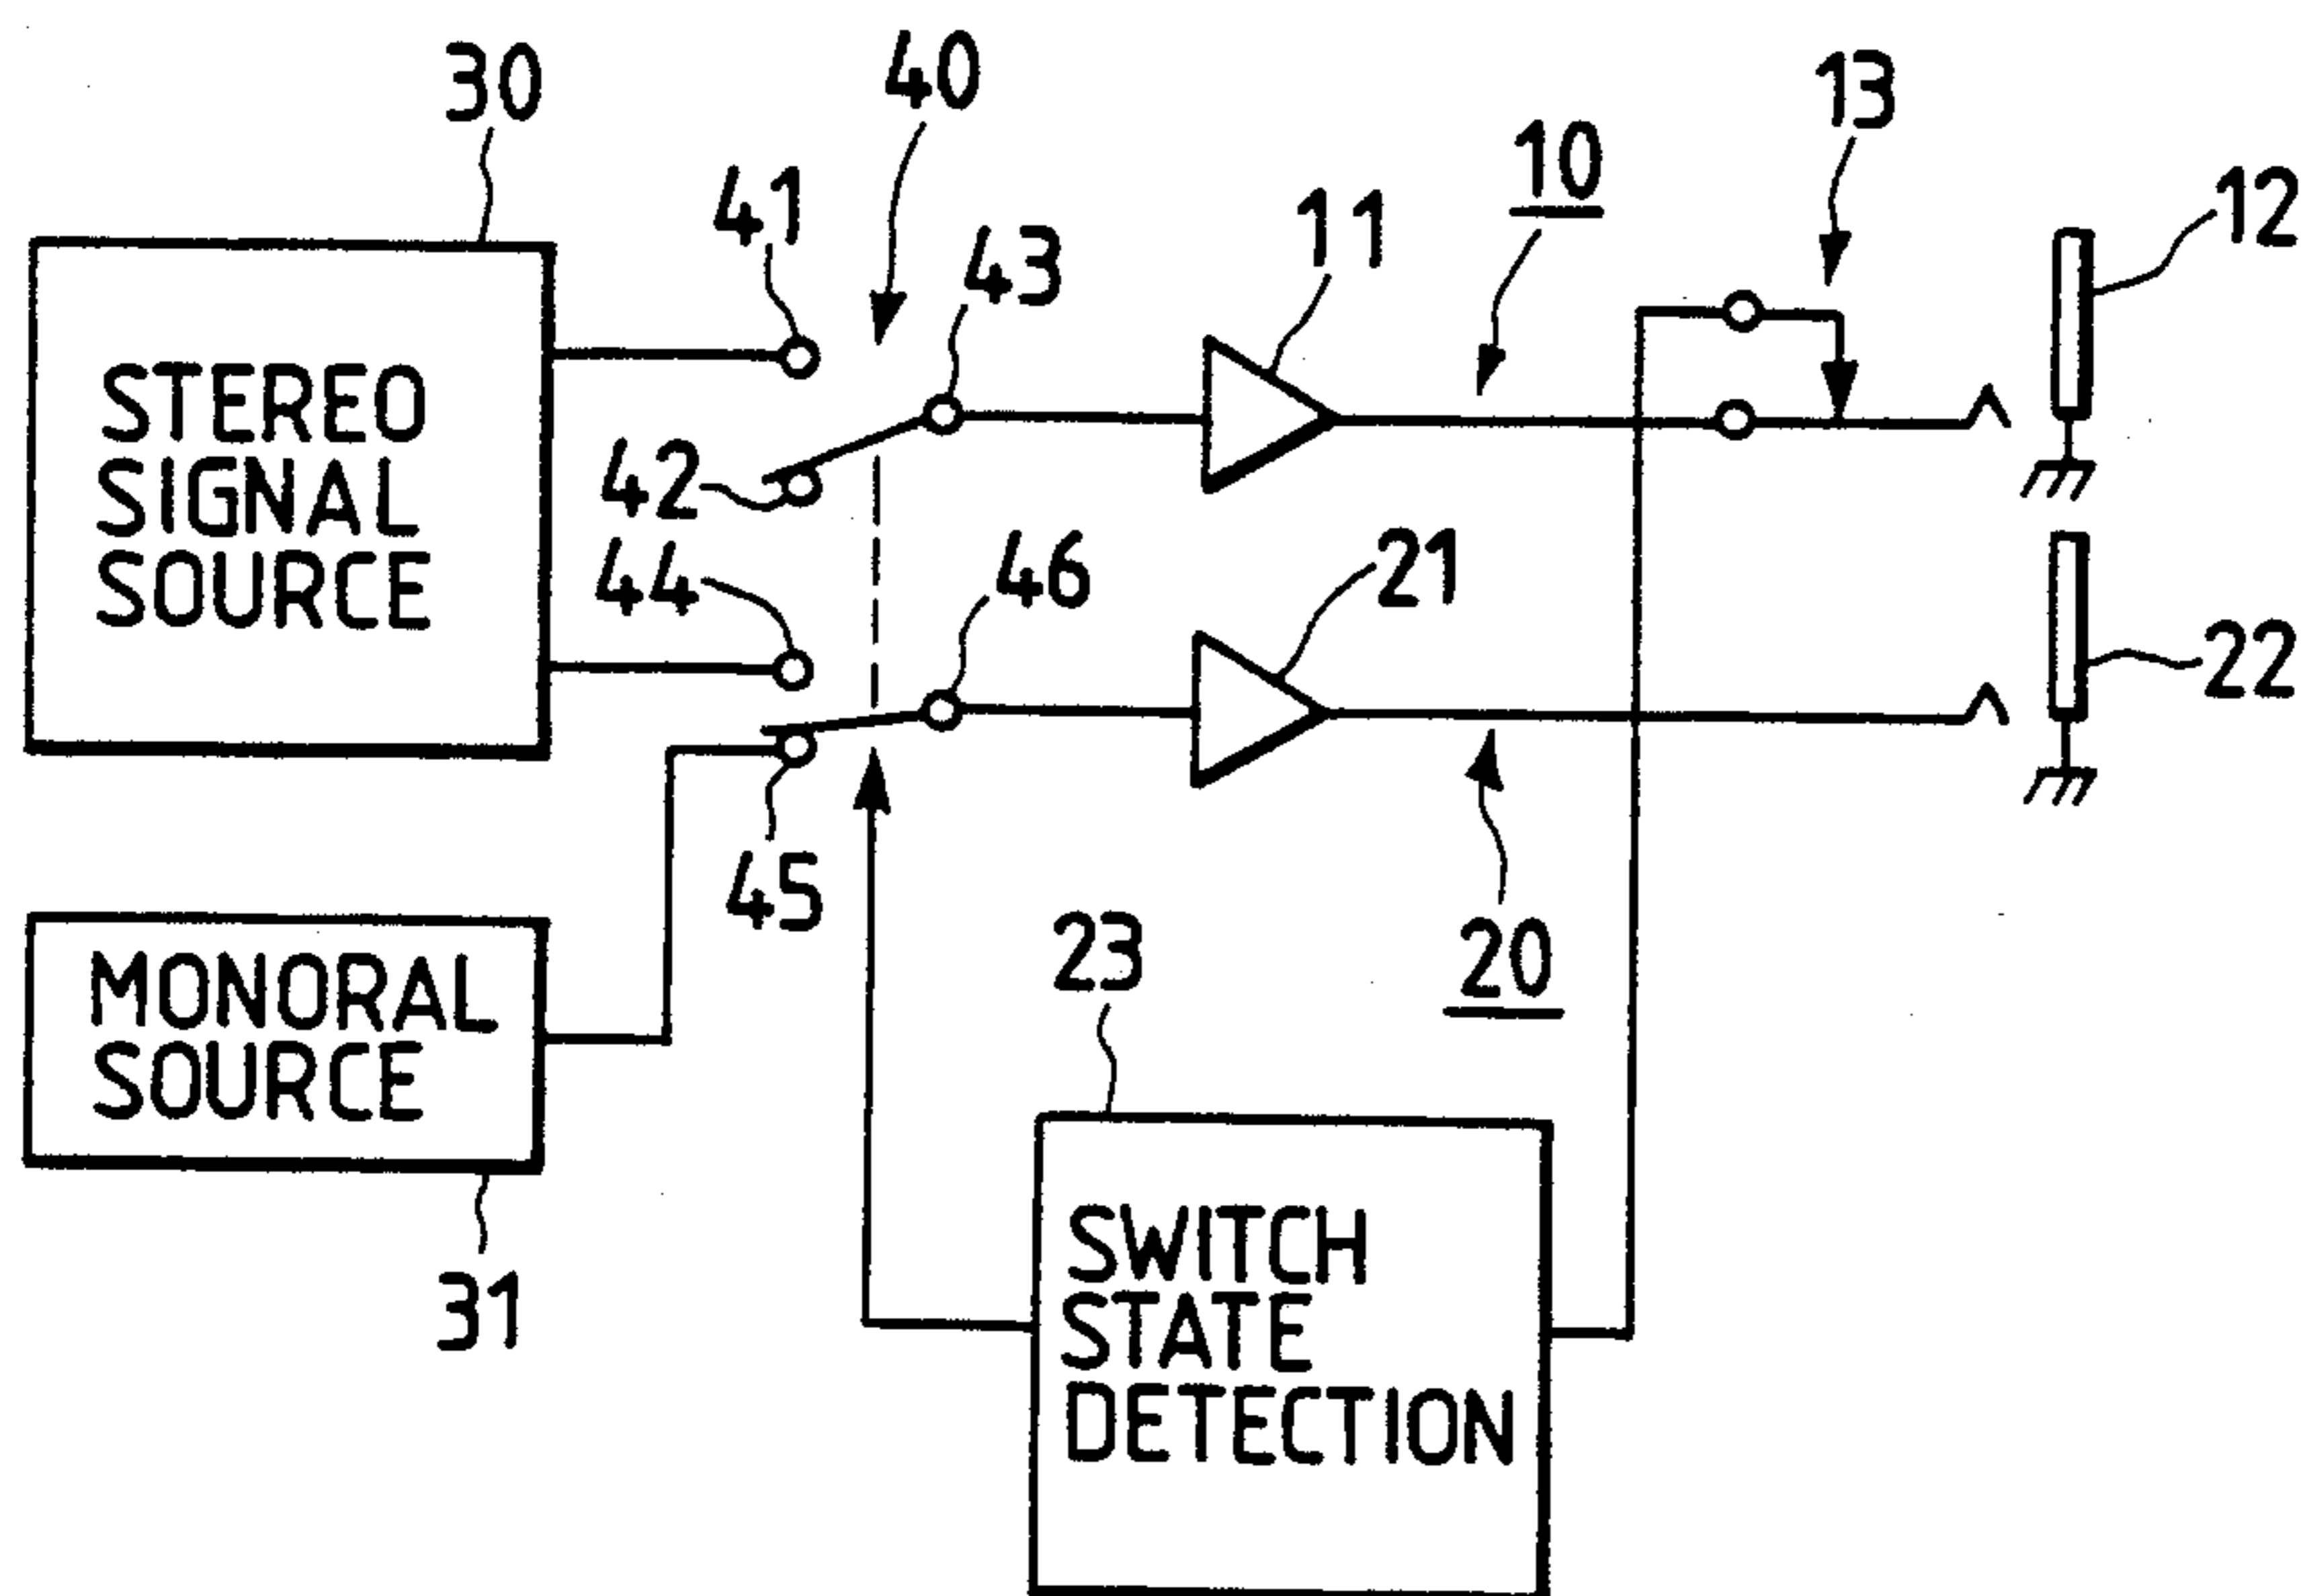 30
40
13
10
12
41
11
43
STEREO
SIGNAL
SOURCE
42
44
46
21
22
45
23
20
MONORAL
SOURCE
31
SWITCH
STATE
DETECTION